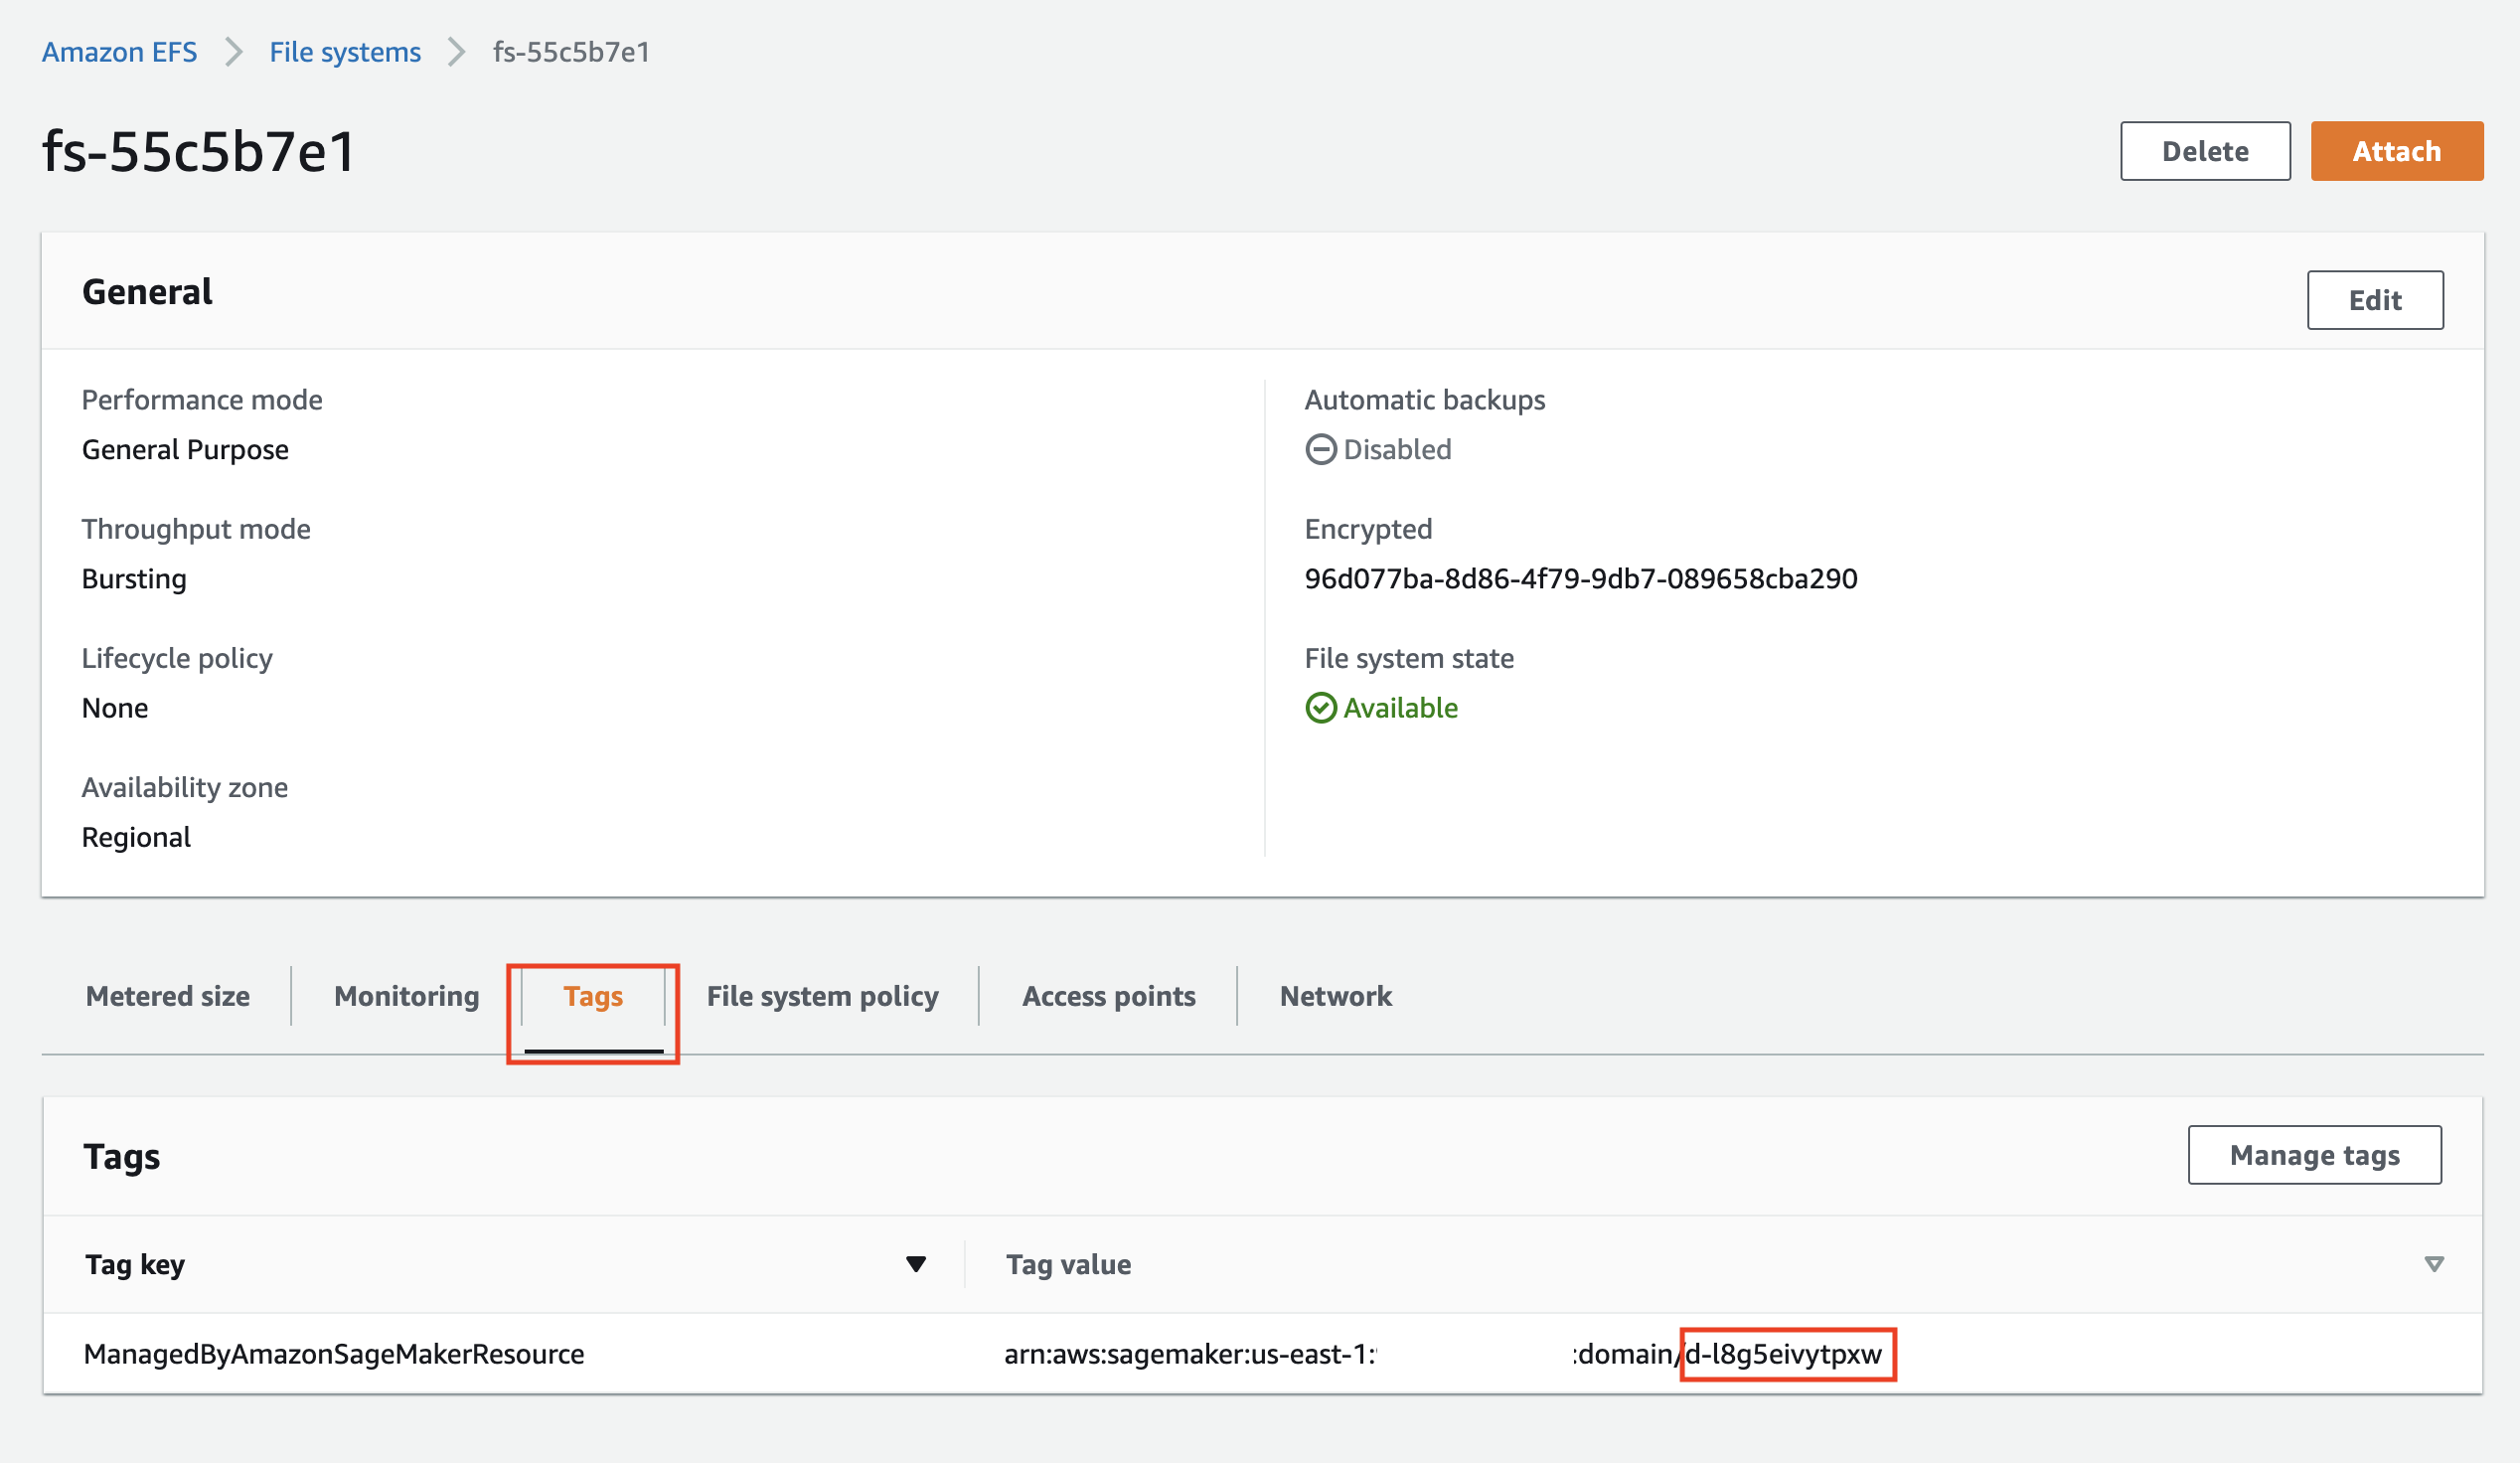 Amazon EFS > File systems > fs-55c5b7e1
fs-55c5b7e1
Delete
Attach
General
Edit
Performance mode
General Purpose
Automatic backups
Disabled
Throughput mode
Bursting
Encrypted
96d077ba-8d86-4f79-9db7-089658cba290
Lifecycle policy
None
File system state
Available
Availability zone
Regional
Metered size
Monitoring
Tags
File system policy
Access points
Network
Tags
Manage tags
Tag key
Tag value
ManagedByAmazonSageMakerResource
arn:aws:sagemaker:us-east-1: :domain/d-l8g5eivytpxw